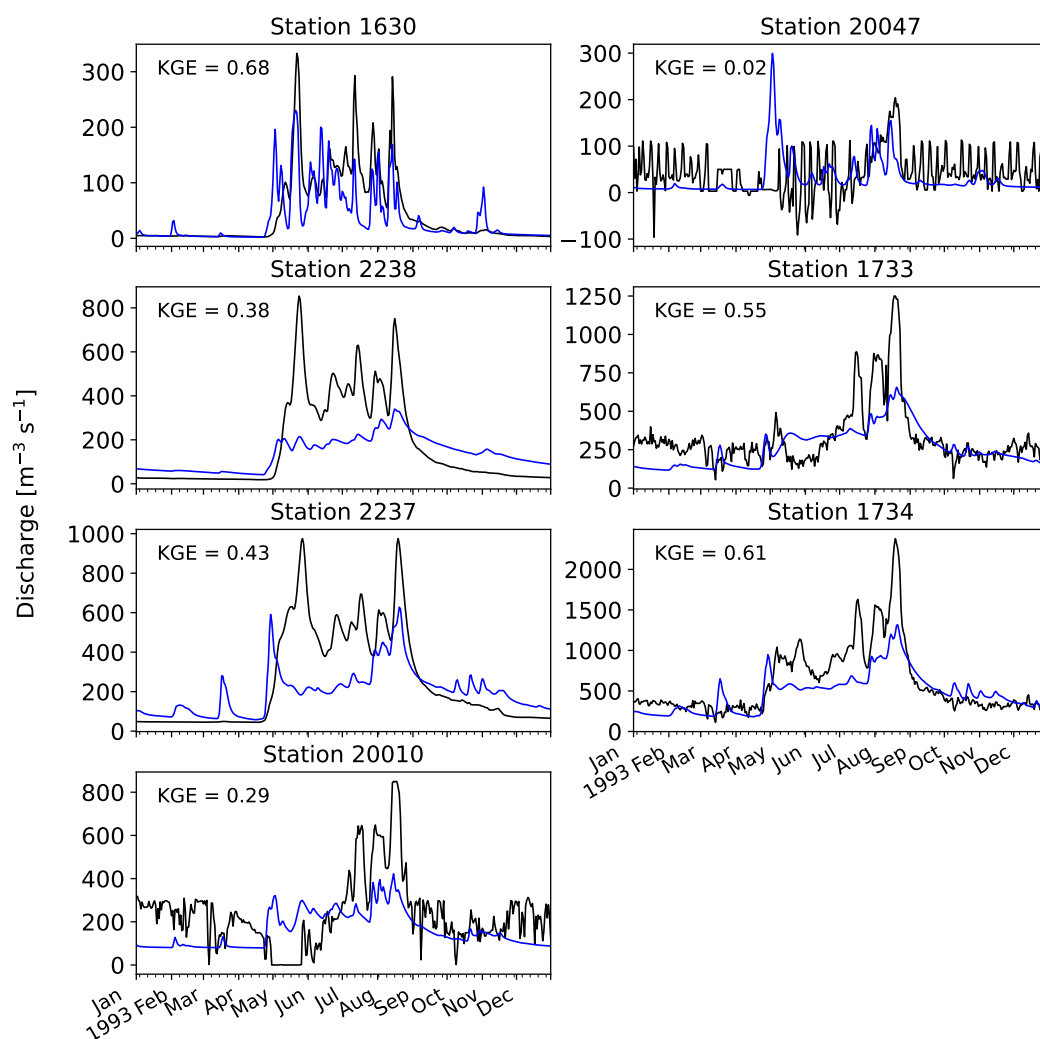 Station 1630
KGE = 0.68
300
200
100
0
Station 20047
KGE = 0.02
300
200
100
0
−100
Station 2238
KGE = 0.38
800
600
400
200
0
Station 1733
KGE = 0.55
1250
1000
750
500
250
0
Discharge [m⁻³ s⁻¹]
Station 2237
KGE = 0.43
1000
800
600
400
200
0
Station 1734
KGE = 0.61
2000
1500
1000
500
0
Jan
1993 Feb Mar Apr May Jun Jul Aug Sep Oct Nov Dec
Station 20010
KGE = 0.29
800
600
400
200
0
Jan
1993 Feb Mar Apr May Jun Jul Aug Sep Oct Nov Dec